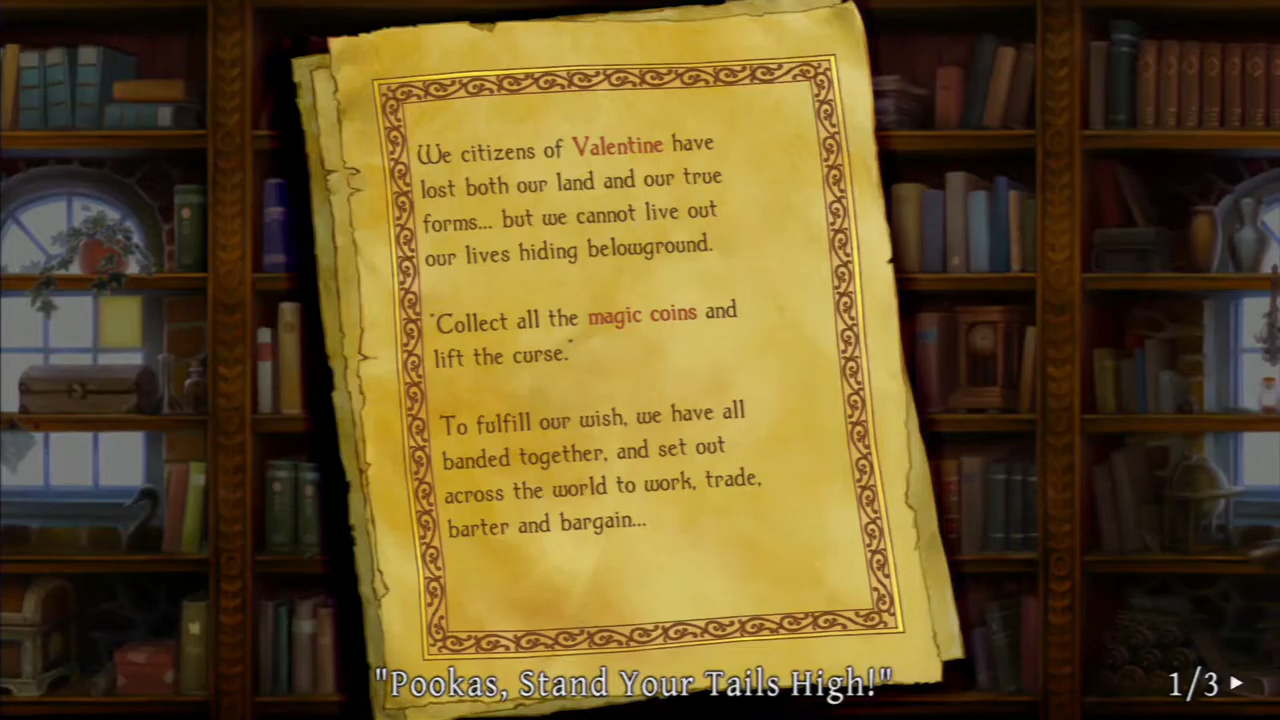 We citizens of Valentine have
lost both our land and our true
forms... but we cannot live out
our lives hiding belowground.
"Collect all the magic coins and
lift the curse."
To fulfill our wish, we have all
banded together, and set out
across the world to work, trade,
barter and bargain...
"Pookas, Stand Your Tails High!"
1/3